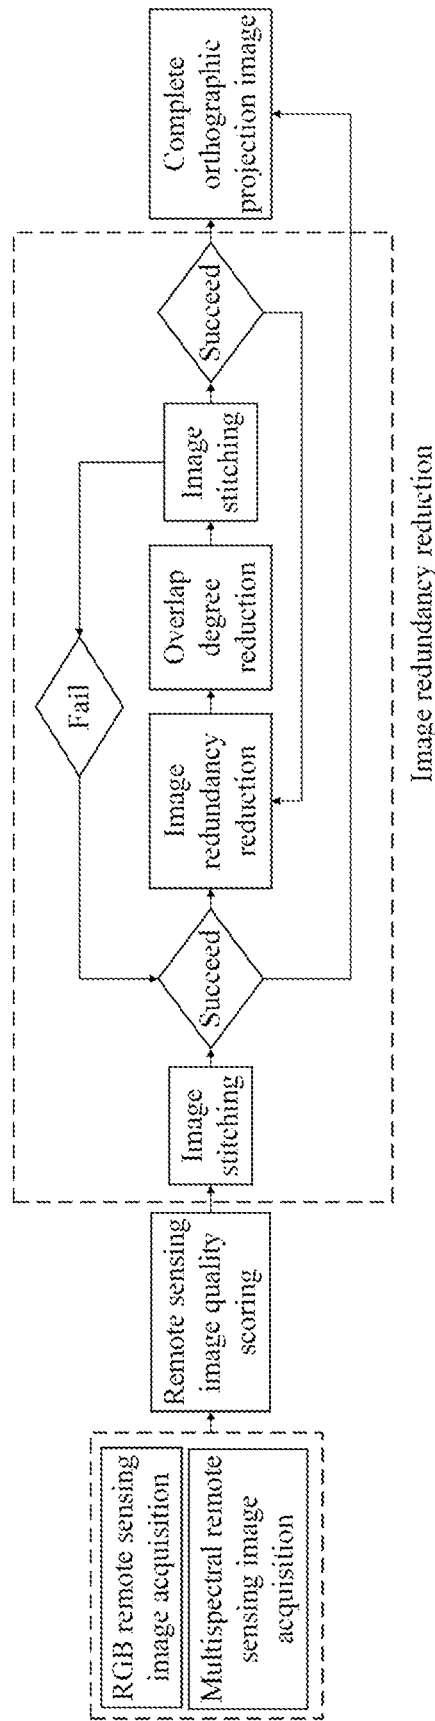 RGB remote sensing
image acquisition
Multispectral remote
sensing image
acquisition
Remote sensing
image quality
scoring
Image
stitching
Succeed
Image
redundancy
reduction
Overlap
degree
reduction
Image
stitching
Succeed
Fail
Complete
orthographic
projection image
Image redundancy reduction